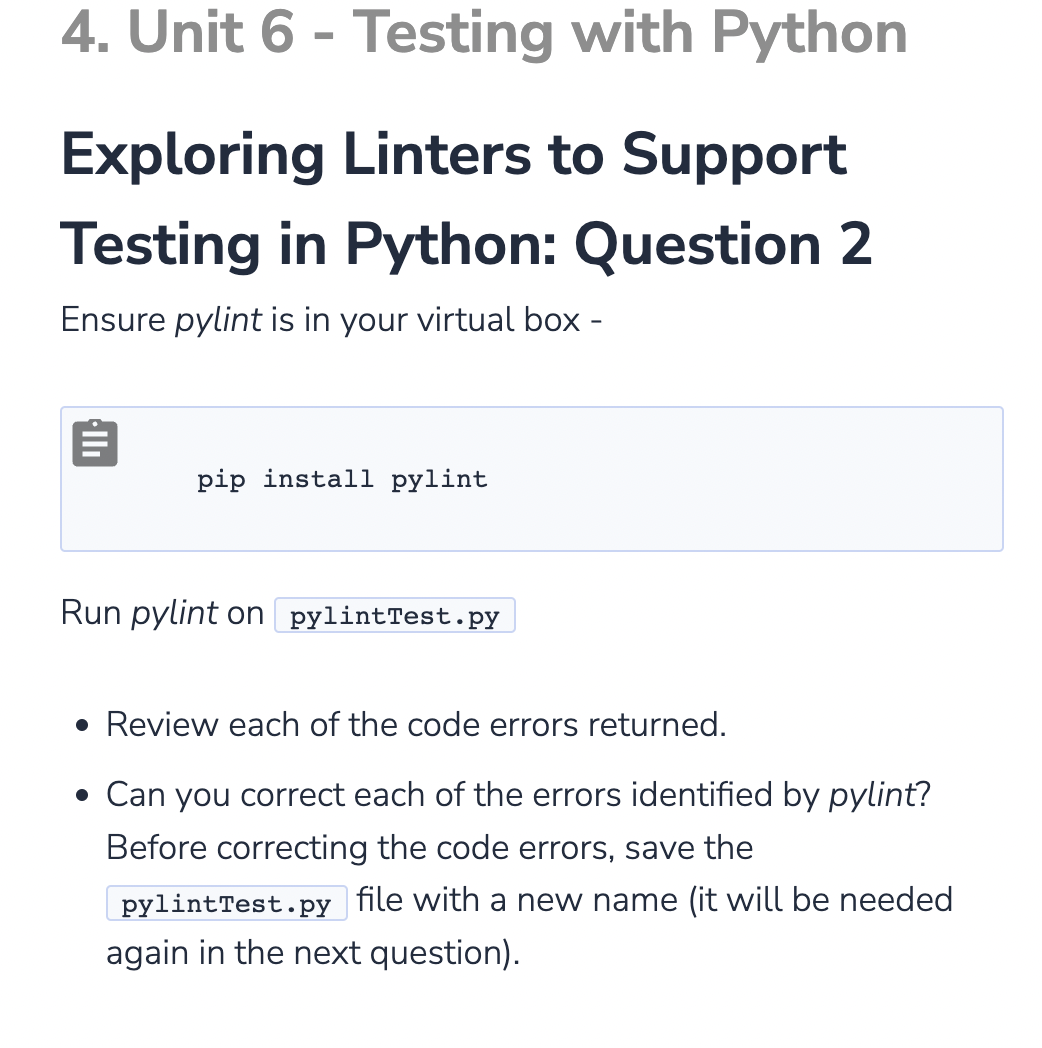 4. Unit 6 - Testing with Python
Exploring Linters to Support
Testing in Python: Question 2
Ensure pylint is in your virtual box -
pip install pylint
Run pylint on pylintTest.py
• Review each of the code errors returned.
• Can you correct each of the errors identified by pylint?
Before correcting the code errors, save the
pylintTest.py file with a new name (it will be needed
again in the next question).